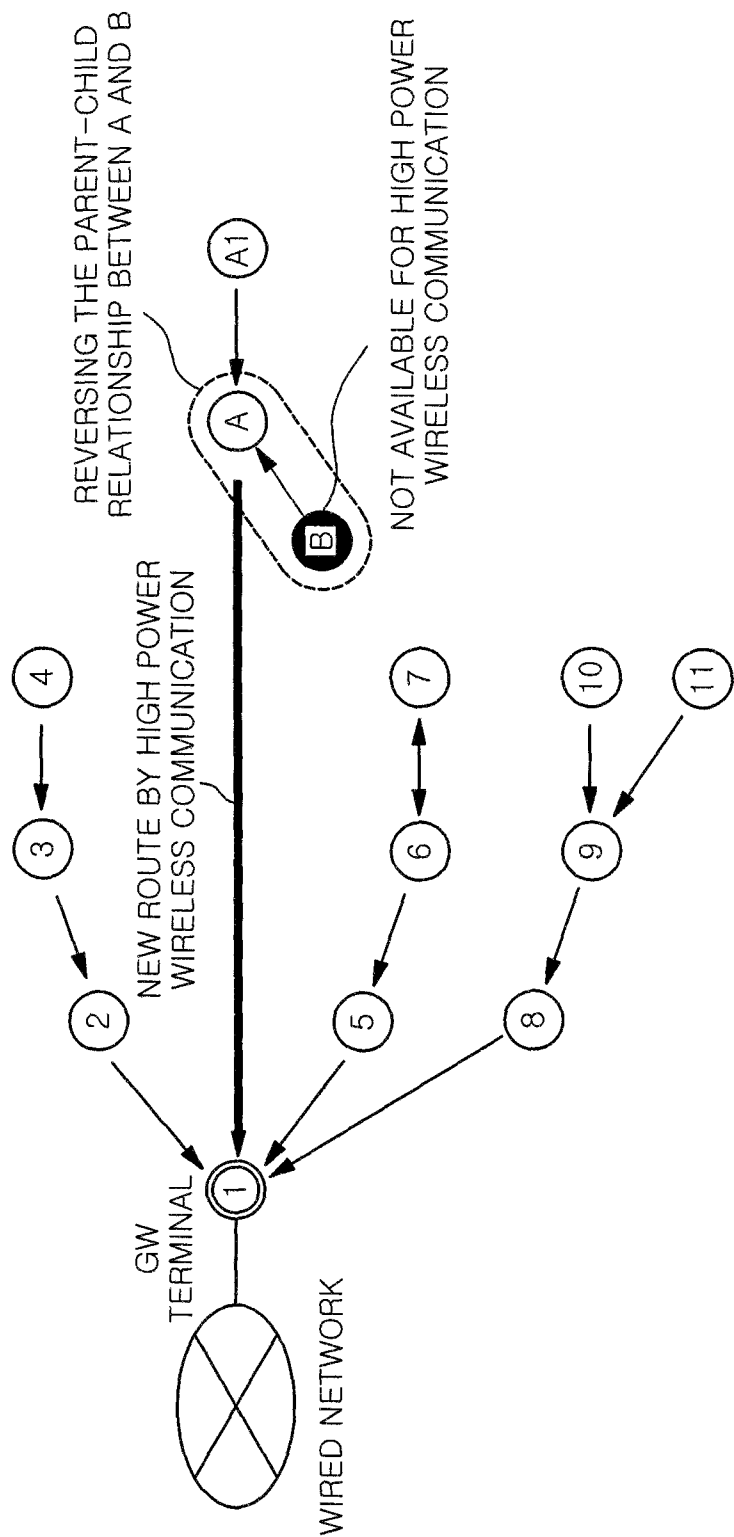 REVERSING THE PARENT-CHILD
RELATIONSHIP BETWEEN A AND B
4
3
2
NEW ROUTE BY HIGH POWER
WIRELESS COMMUNICATION
GW
TERMINAL
1
A
A1
B
NOT AVAILABLE FOR HIGH POWER
WIRELESS COMMUNICATION
WIRED NETWORK
5
6
7
8
9
10
11